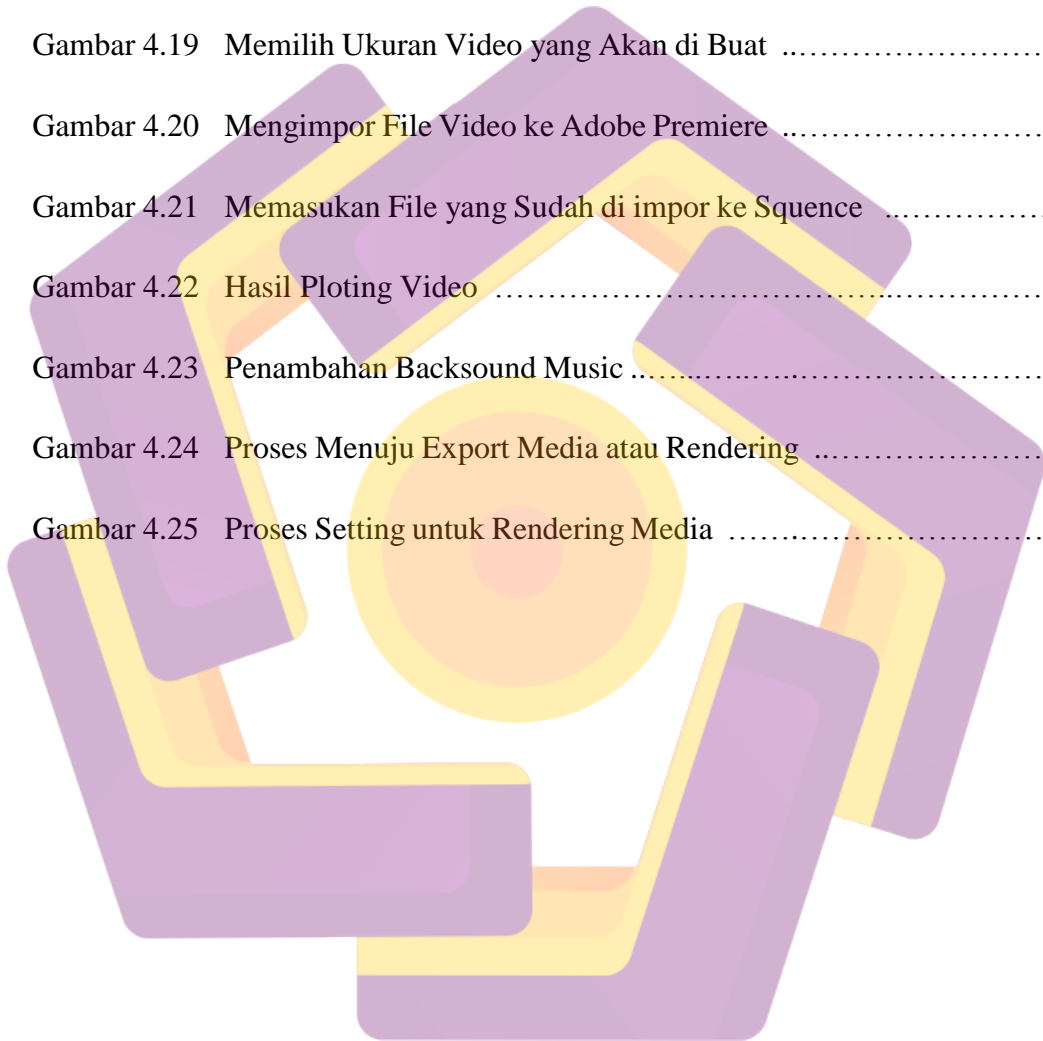 Gambar 4.19 Memilih Ukuran Video yang Akan di Buat ..……………………
Gambar 4.20 Mengimpor File Video ke Adobe Premiere ..……………………
Gambar 4.21 Memasukan File yang Sudah di impor ke Squence ..……………
Gambar 4.22 Hasil Ploting Video …………………………………..……………
Gambar 4.23 Penambahan Backsound Music ..…..….…..……………………
Gambar 4.24 Proses Menuju Export Media atau Rendering ..…………………
Gambar 4.25 Proses Setting untuk Rendering Media …….……………………